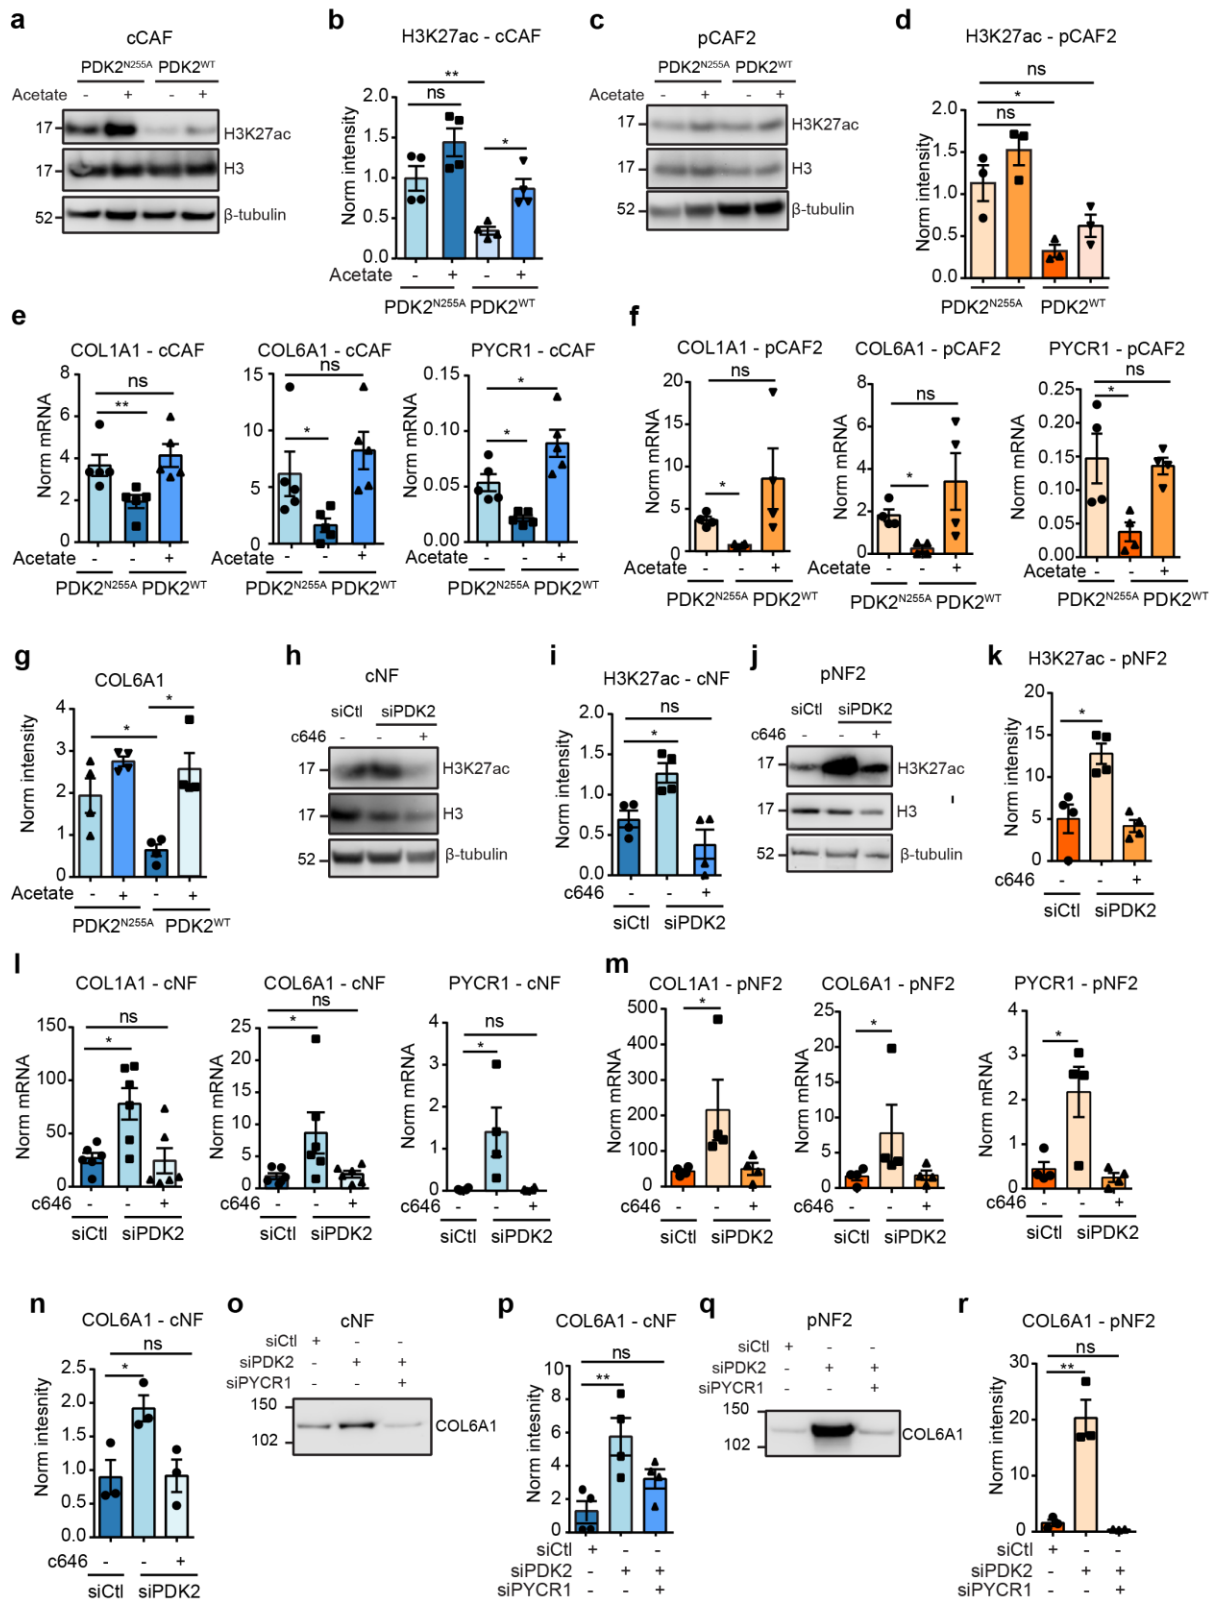 a
cCAF
PDK2N255A PDK2WT
Acetate - + - +
17 H3K27ac
17 H3
52 β-tubulin
b
H3K27ac - cCAF
**
ns
*
Norm intensity
2.0
1.5
1.0
0.5
0.0
Acetate - + - +
PDK2N255A PDK2WT
c
pCAF2
PDK2N255A PDK2WT
Acetate - + - +
17 H3K27ac
17 H3
52 β-tubulin
d
H3K27ac - pCAF2
ns
*
ns
Norm intensity
2.0
1.5
1.0
0.5
0.0
- + - +
PDK2N255A PDK2WT
e
COL1A1 - cCAF
ns
**
Norm mRNA
8
6
4
2
0
Acetate - - +
PDK2N255A PDK2WT
COL6A1 - cCAF
ns
*
Norm mRNA
15
10
5
0
- - +
PDK2N255A PDK2WT
PYCR1 - cCAF
*
*
Norm mRNA
0.15
0.10
0.05
0.00
- - +
PDK2N255A PDK2WT
f
COL1A1 - pCAF2
ns
*
Norm mRNA
20
15
10
5
0
Acetate - - +
PDK2N255A PDK2WT
COL6A1 - pCAF2
ns
*
Norm mRNA
8
6
4
2
0
- - +
PDK2N255A PDK2WT
PYCR1 - pCAF2
ns
*
Norm mRNA
0.25
0.20
0.15
0.10
0.05
0.00
Acetate - - +
PDK2N255A PDK2WT
g
COL6A1
*
*
Norm intensity
4
3
2
1
0
Acetate - + - +
PDK2N255A PDK2WT
h
cNF
siCtl siPDK2
c646 - - +
17 H3K27ac
17 H3
52 β-tubulin
i
H3K27ac - cNF
ns
*
Norm intensity
2.0
1.5
1.0
0.5
0.0
c646 - - +
siCtl siPDK2
j
pNF2
siCtl siPDK2
c646 - - +
17 H3K27ac
17 H3
52 β-tubulin
k
H3K27ac - pNF2
*
Norm intensity
20
15
10
5
0
c646 - - +
siCtl siPDK2
l
COL1A1 - cNF
ns
*
Norm mRNA
150
100
50
0
c646 - - +
siCtl siPDK2
COL6A1 - cNF
ns
*
Norm mRNA
25
20
15
10
5
0
- - +
siCtl siPDK2
PYCR1 - cNF
ns
*
Norm mRNA
4
3
2
1
0
c646 - - +
siCtl siPDK2
m
COL1A1 - pNF2
*
Norm mRNA
500
400
300
200
100
0
c646 - - +
siCtl siPDK2
COL6A1 - pNF2
*
Norm mRNA
25
20
15
10
5
0
- - +
siCtl siPDK2
PYCR1 - pNF2
*
Norm mRNA
4
3
2
1
0
c646 - - +
siCtl siPDK2
n
COL6A1 - cNF
ns
*
Norm intesnity
2.5
2.0
1.5
1.0
0.5
0.0
c646 - - +
siCtl siPDK2
o
cNF
siCtl + - -
siPDK2 - + +
siPYCR1 - - +
150
102
COL6A1
p
COL6A1 - cNF
ns
**
Norm intesnity
10
8
6
4
2
0
siCtl + - -
siPDK2 - + +
siPYCR1 - - +
q
pNF2
siCtl + - -
siPDK2 - + +
siPYCR1 - - +
150
102
COL6A1
r
COL6A1 - pNF2
ns
**
Norm intensity
30
20
10
0
siCtl + - -
siPDK2 - + +
siPYCR1 - - +